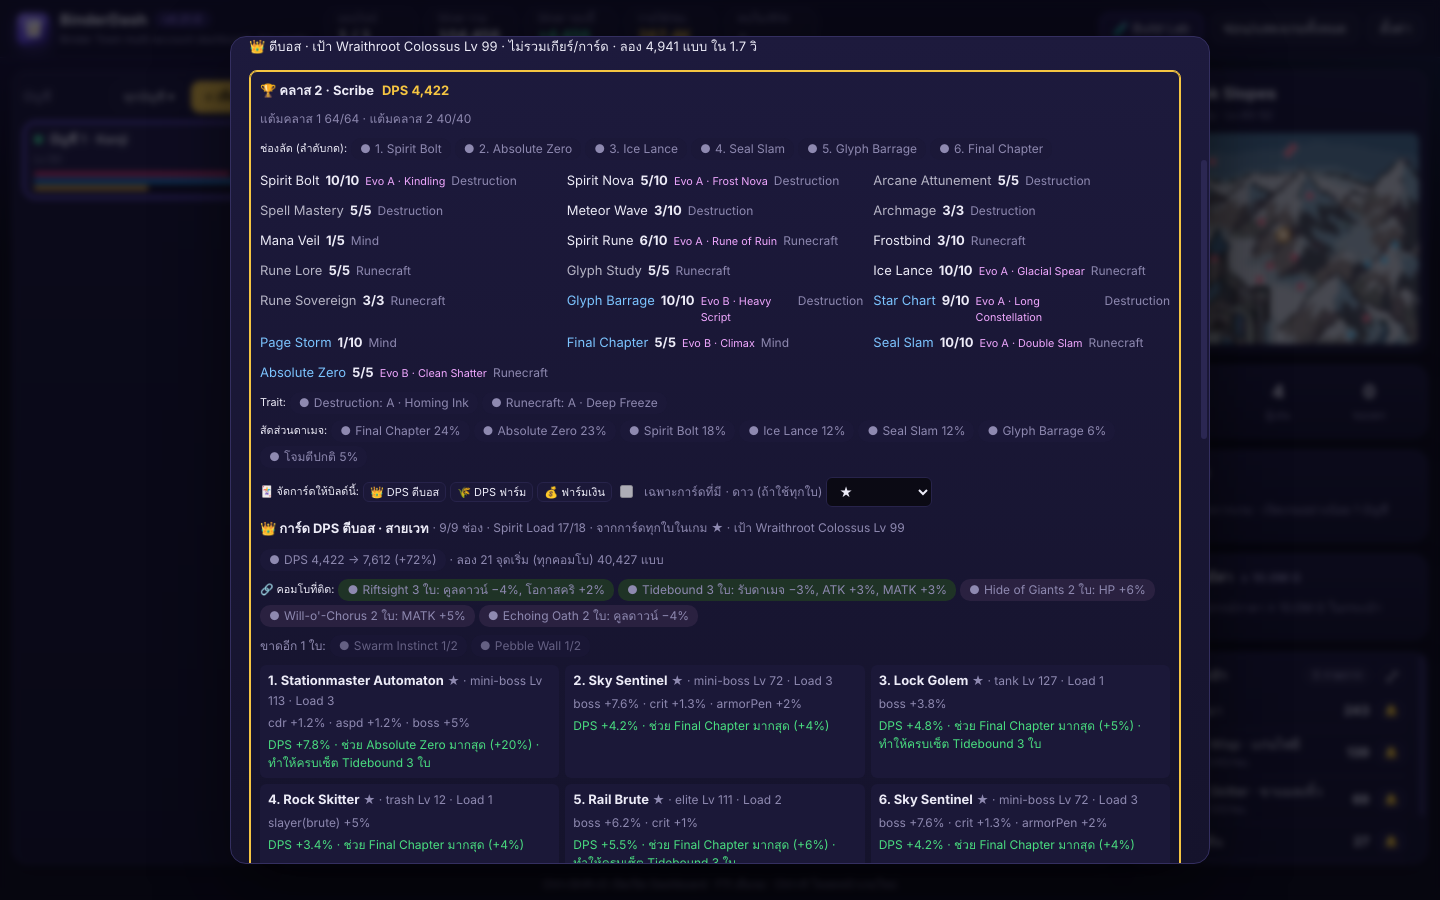 👑 ตีบอส · เป้า Wraithroot Colossus Lv 99 · ไม่รวมเกียร์/การ์ด · ลอง 4,941 แบบ ใน 1.7 วิ
🏆 คลาส 2 · Scribe DPS 4,422
แต้มคลาส 1 64/64 · แต้มคลาส 2 40/40
ช่องลัด (ลำดับกด): ● 1. Spirit Bolt ● 2. Absolute Zero ● 3. Ice Lance ● 4. Seal Slam ● 5. Glyph Barrage ● 6. Final Chapter
Spirit Bolt 10/10 Evo A · Kindling Destruction Spirit Nova 5/10 Evo A · Frost Nova Destruction Arcane Attunement 5/5 Destruction
Spell Mastery 5/5 Destruction Meteor Wave 3/10 Destruction Archmage 3/3 Destruction
Mana Veil 1/5 Mind Spirit Rune 6/10 Evo A · Rune of Ruin Runecraft Frostbind 3/10 Runecraft
Rune Lore 5/5 Runecraft Glyph Study 5/5 Runecraft Ice Lance 10/10 Evo A · Glacial Spear Runecraft
Rune Sovereign 3/3 Runecraft Glyph Barrage 10/10 Evo B · Heavy Script Destruction Star Chart 9/10 Evo A · Long Constellation Destruction
Page Storm 1/10 Mind Final Chapter 5/5 Evo B · Climax Mind Seal Slam 10/10 Evo A · Double Slam Runecraft
Absolute Zero 5/5 Evo B · Clean Shatter Runecraft
Trait: ● Destruction: A · Homing Ink ● Runecraft: A · Deep Freeze
สัดส่วนดาเมจ: ● Final Chapter 24% ● Absolute Zero 23% ● Spirit Bolt 18% ● Ice Lance 12% ● Seal Slam 12% ● Glyph Barrage 6%
● โจมตีปกติ 5%
🃏 จัดการ์ดให้บิลด์นี้: 👑 DPS ตีบอส 🌾 DPS ฟาร์ม 💰 ฟาร์มเงิน เฉพาะการ์ดที่มี · ดาว (ถ้าใช้ทุกใบ) ★
👑 การ์ด DPS ตีบอส · สายเวท · 9/9 ช่อง · Spirit Load 17/18 · จากการ์ดทุกใบในเกม ★ · เป้า Wraithroot Colossus Lv 99
● DPS 4,422 → 7,612 (+72%) · ลอง 21 จุดเริ่ม (ทุกคอมโบ) 40,427 แบบ
🔗 คอมโบที่ติด: ● Riftsight 3 ใบ: คูลดาวน์ −4%, โอกาสคริ +2% ● Tidebound 3 ใบ: รับดาเมจ −3%, ATK +3%, MATK +3% ● Hide of Giants 2 ใบ: HP +6%
● Will-o'-Chorus 2 ใบ: MATK +5% ● Echoing Oath 2 ใบ: คูลดาวน์ −4%
ขาดอีก 1 ใบ: ● Swarm Instinct 1/2 ● Pebble Wall 1/2
1. Stationmaster Automaton ★ · mini-boss Lv
113 · Load 3
cdr +1.2% · aspd +1.2% · boss +5%
DPS +7.8% · ช่วย Absolute Zero มากสุด (+20%) ·
ทำให้ครบเซ็ต Tidebound 3 ใบ
2. Sky Sentinel ★ · mini-boss Lv 72 · Load 3
boss +7.6% · crit +1.3% · armorPen +2%
DPS +4.2% · ช่วย Final Chapter มากสุด (+4%)
3. Lock Golem ★ · tank Lv 127 · Load 1
boss +3.8%
DPS +4.8% · ช่วย Final Chapter มากสุด (+5%) ·
ทำให้ครบเซ็ต Tidebound 3 ใบ
4. Rock Skitter ★ · trash Lv 12 · Load 1
slayer(brute) +5%
DPS +3.4% · ช่วย Final Chapter มากสุด (+4%)
5. Rail Brute ★ · elite Lv 111 · Load 2
boss +6.2% · crit +1%
DPS +5.5% · ช่วย Final Chapter มากสุด (+6%) ·
ทำให้ครบเซ็ต Tidebound 3 ใบ
6. Sky Sentinel ★ · mini-boss Lv 72 · Load 3
boss +7.6% · crit +1.3% · armorPen +2%
DPS +4.2% · ช่วย Final Chapter มากสุด (+4%)